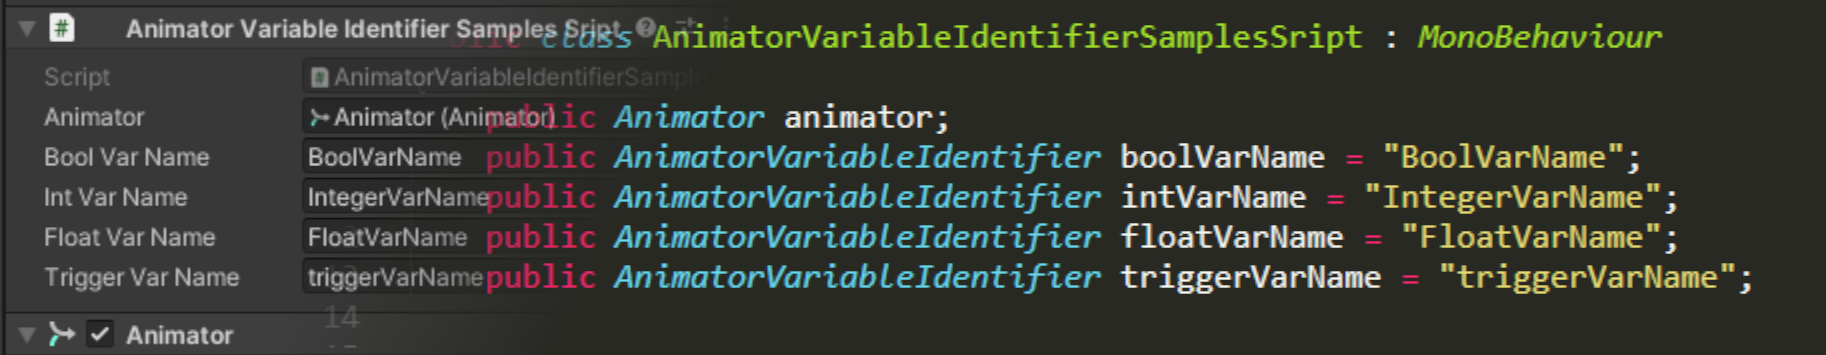 Animator Variable Identifier Samples Sript class AnimatorVariableIdentifierSamplesSript : MonoBehaviour
Script AnimatorVariableIdentifierSample
Animator Animator (Animator) public Animator animator;
Bool Var Name BoolVarName public AnimatorVariableIdentifier boolVarName = "BoolVarName";
Int Var Name IntegerVarName public AnimatorVariableIdentifier intVarName = "IntegerVarName";
Float Var Name FloatVarName public AnimatorVariableIdentifier floatVarName = "FloatVarName";
Trigger Var Name triggerVarName public AnimatorVariableIdentifier triggerVarName = "triggerVarName";
14
Animator